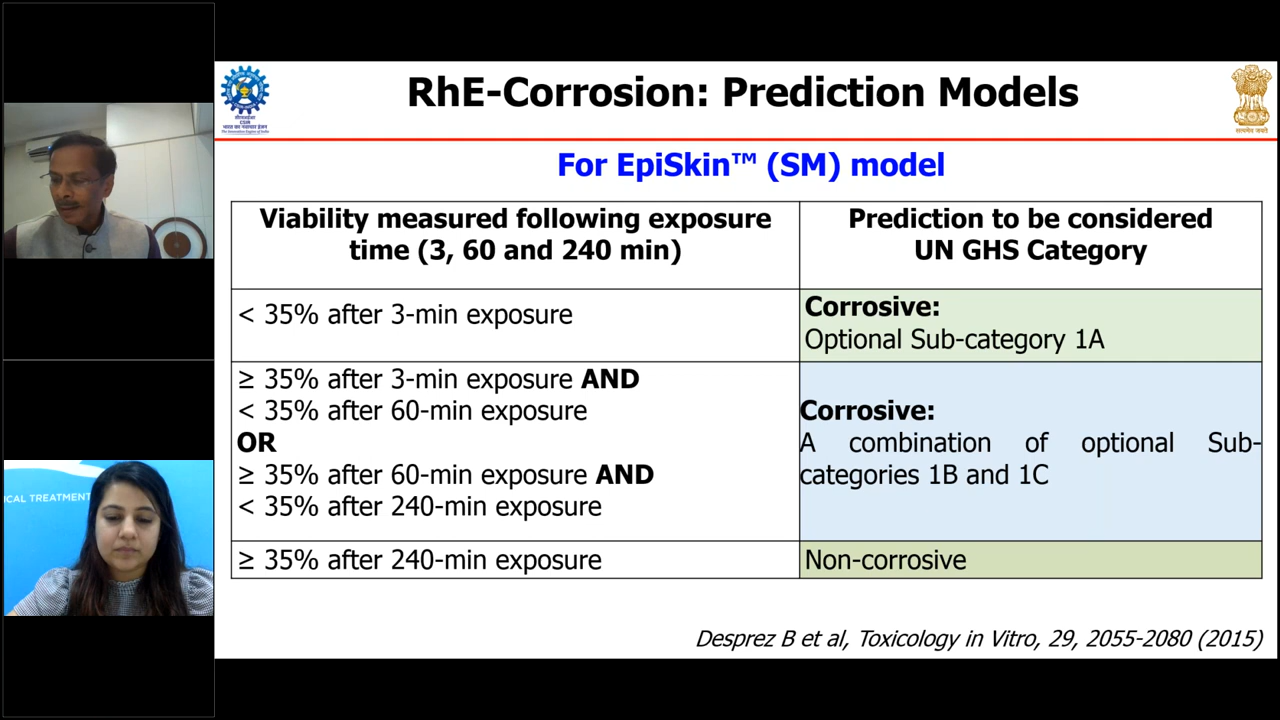 RhE-Corrosion: Prediction Models
CSIR
For EpiSkin™ (SM) model
Viability measured following exposure
time (3, 60 and 240 min)
Prediction to be considered
UN GHS Category
< 35% after 3-min exposure
Corrosive:
Optional Sub-category 1A
≥ 35% after 3-min exposure AND
< 35% after 60-min exposure
OR
≥ 35% after 60-min exposure AND
< 35% after 240-min exposure
Corrosive:
A combination of optional Sub-
categories 1B and 1C
≥ 35% after 240-min exposure
Non-corrosive
Desprez B et al, Toxicology in Vitro, 29, 2055-2080 (2015)
ICAL TREATMENT